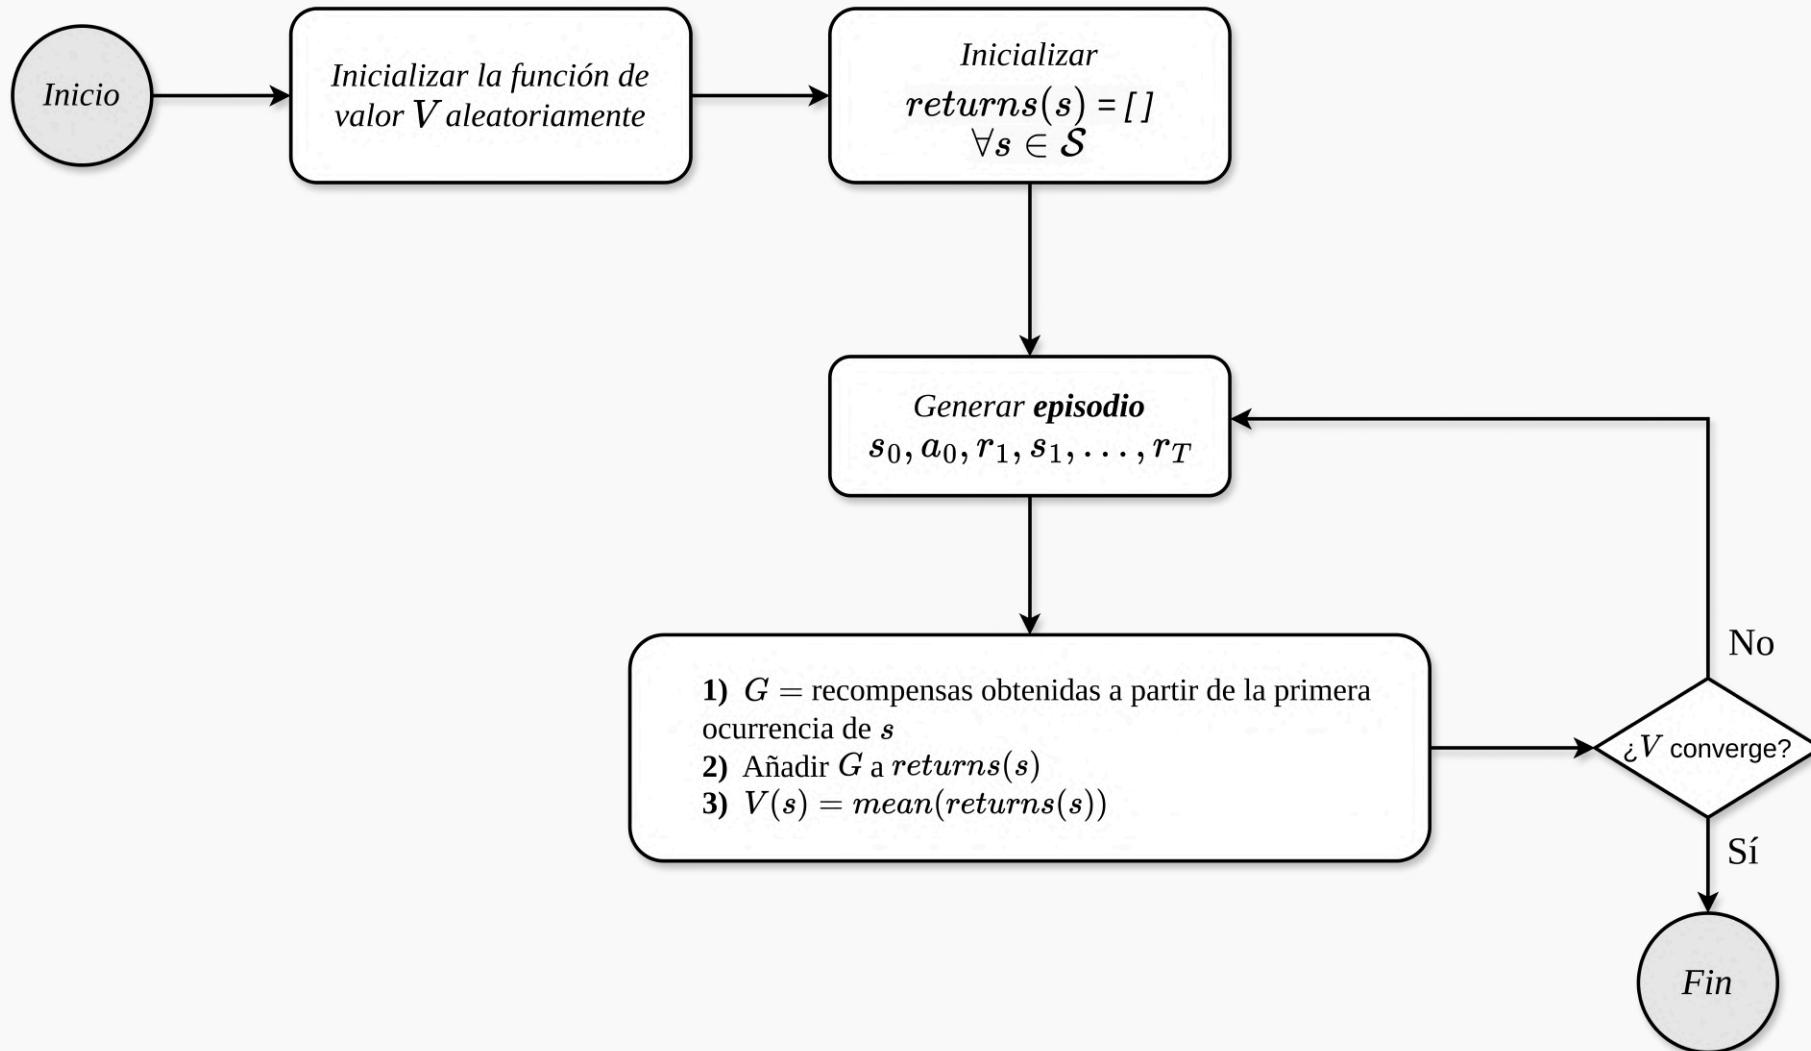 Inicio
Inicializar la función de
valor V aleatoriamente
Inicializar
returns(s) = [ ]
∀s ∈ 𝒮
Generar episodio
s₀, a₀, r₁, s₁, . . . , r_T
1) G = recompensas obtenidas a partir de la primera
ocurrencia de s
2) Añadir G a returns(s)
3) V(s) = mean(returns(s))
No
¿V converge?
Sí
Fin